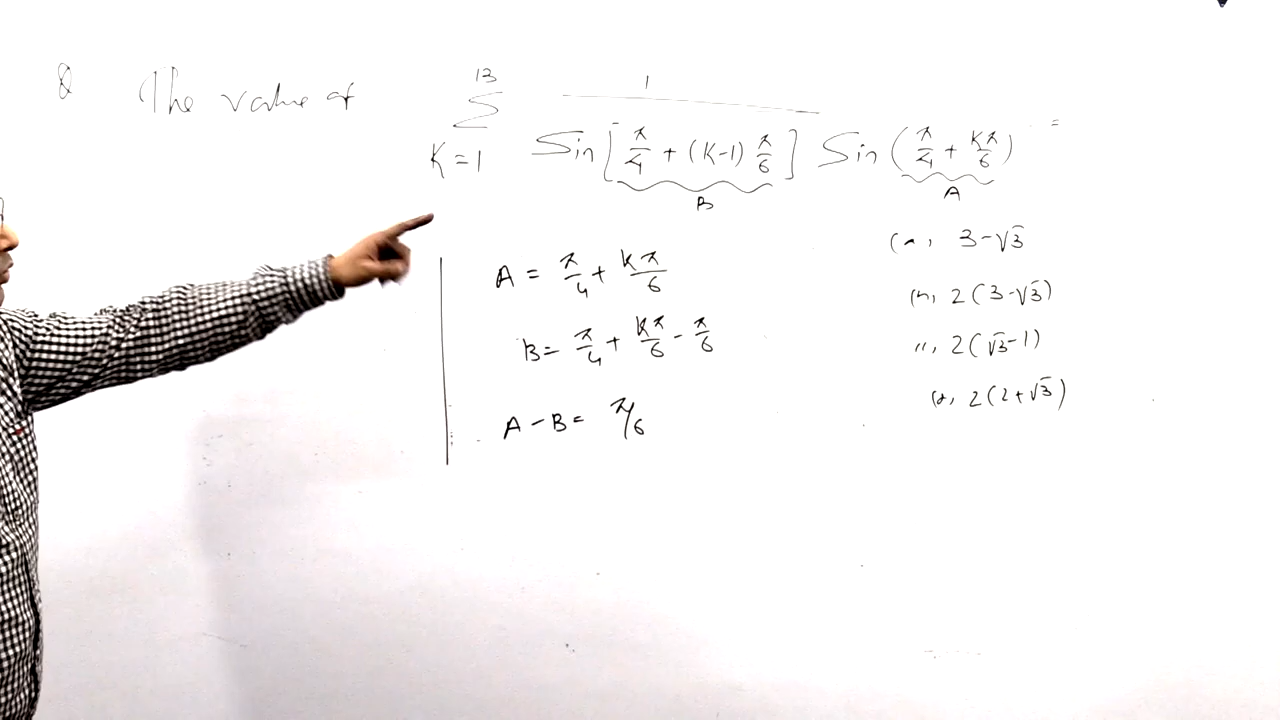 Q The value of 13 Σ K=1 1 / Sin[π/4 + (K-1) π/6] Sin(π/4 + Kπ/6) =
B A
(a, 3-√3
A = π/4 + Kπ/6
(b, 2(3-√3)
B = π/4 + Kπ/6 - π/6
(c, 2(√3-1)
(d, 2(2+√3)
A-B = π/6